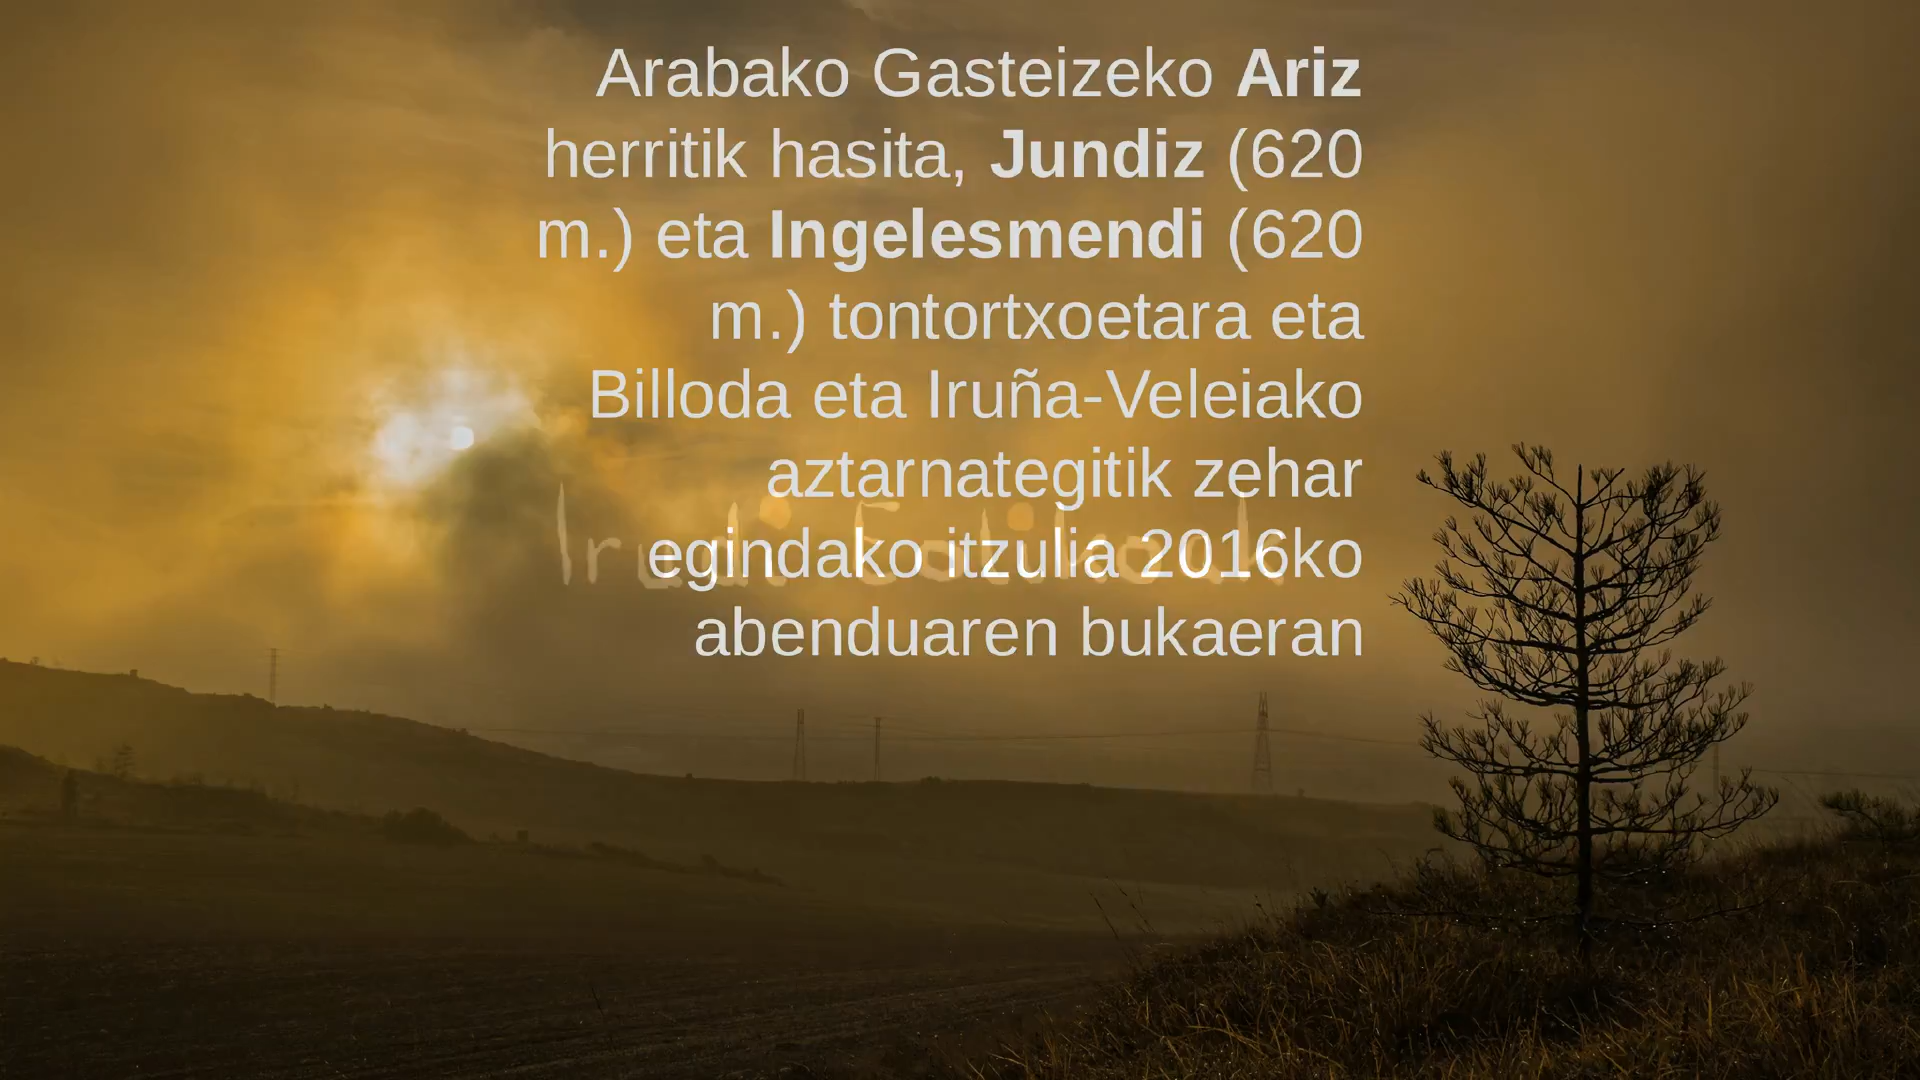 Arabako Gasteizeko Ariz
herritik hasita, Jundiz (620
m.) eta Ingelesmendi (620
m.) tontortxoetara eta
Billoda eta Iruña-Veleiako
aztarnategitik zehar
egindako itzulia 2016ko
abenduaren bukaeran
Irudi